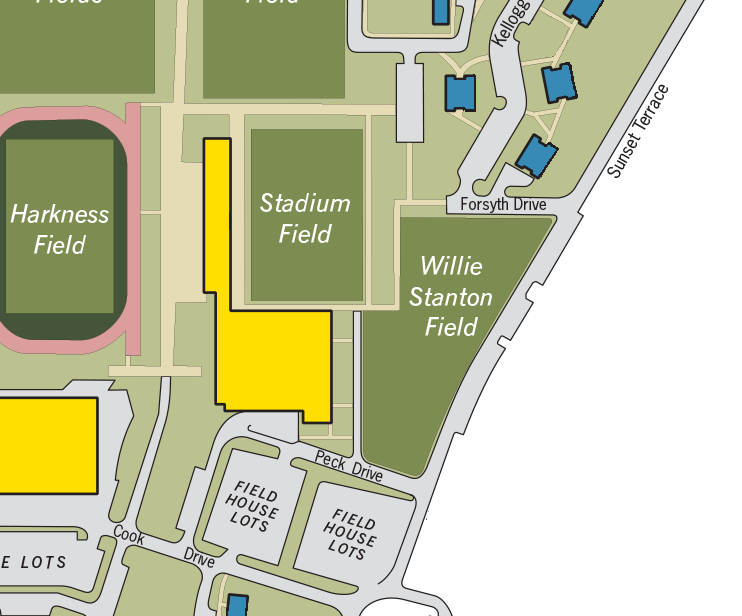 Field
Kellogg
Sunset Terrace
Harkness
Field
Stadium
Field
Forsyth Drive
Willie
Stanton
Field
Peck Drive
FIELD
HOUSE
LOTS
FIELD
HOUSE
LOTS
Cook Drive
E LOTS